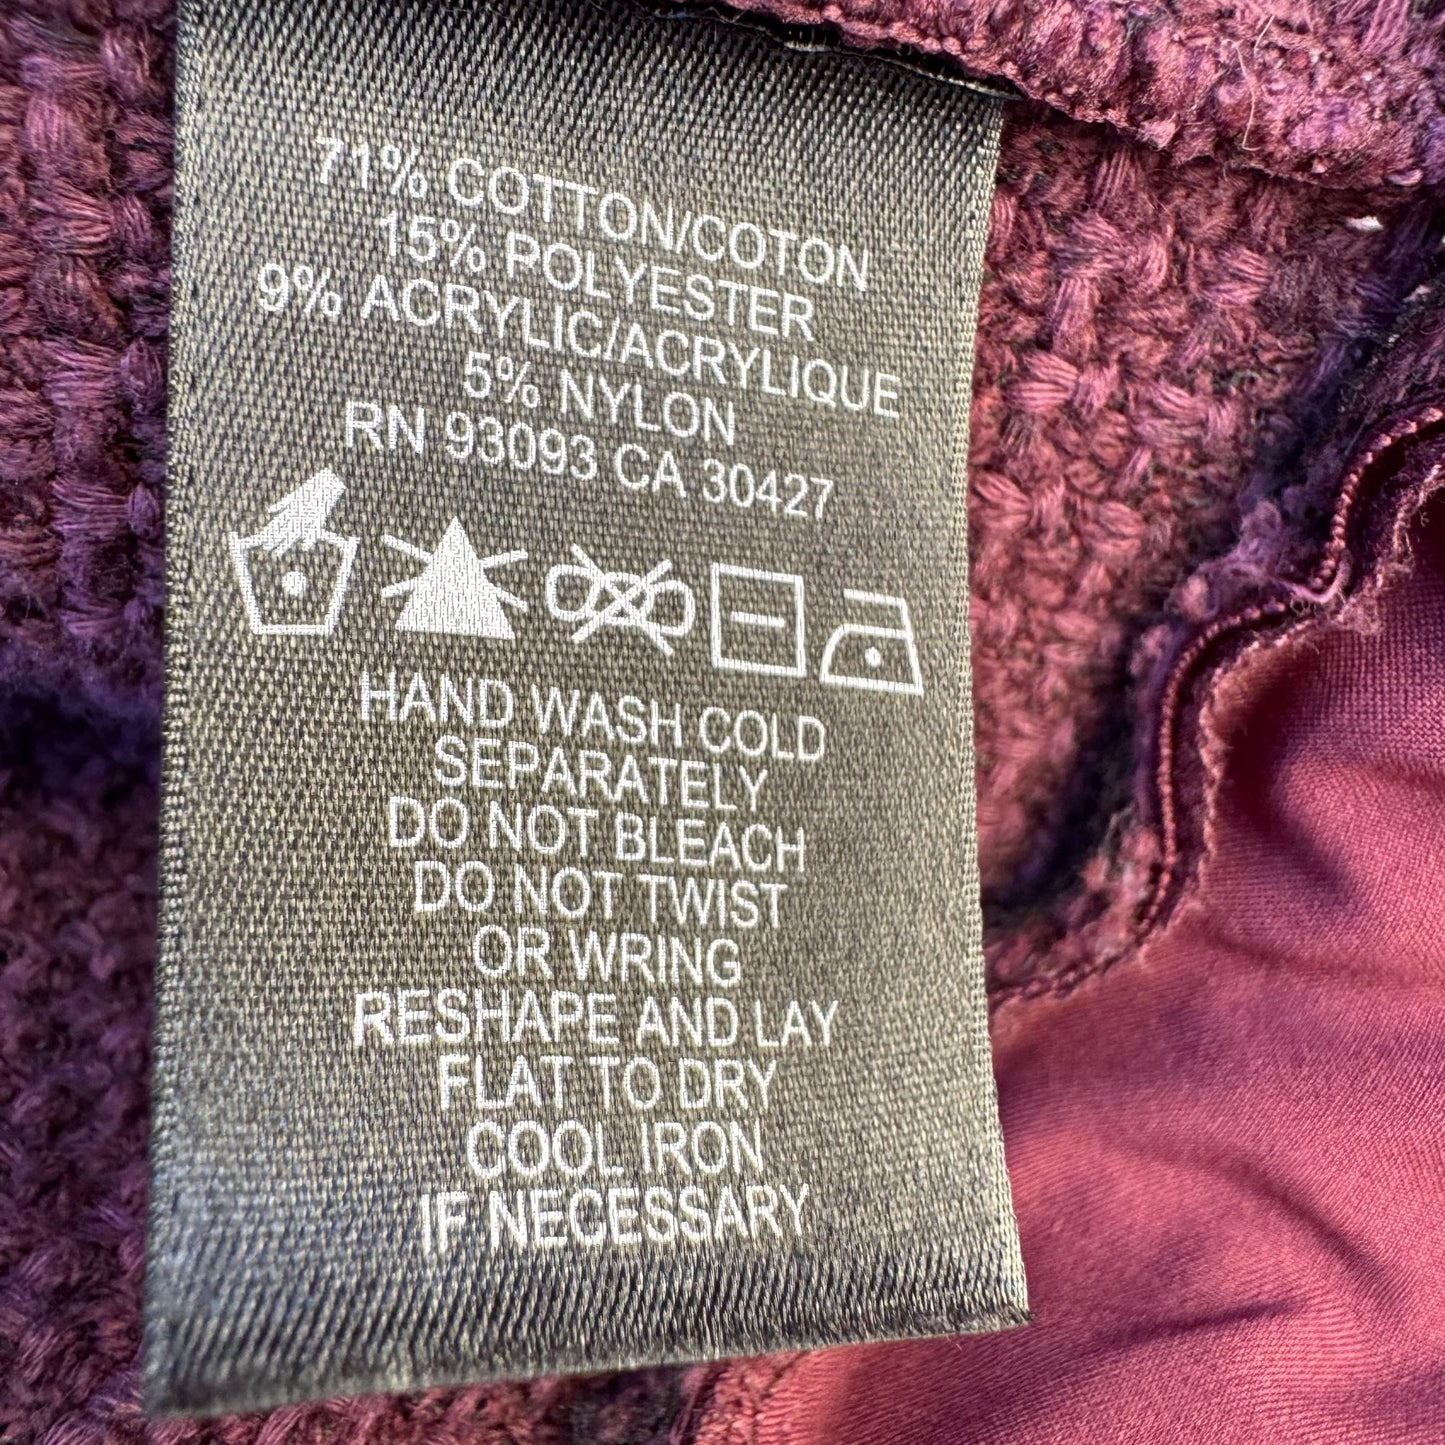 71% COTTON/COTON
15% POLYESTER
9% ACRYLIC/ACRYLIQUE
5% NYLON
RN 93093 CA 30427
HAND WASH COLD
SEPARATELY
DO NOT BLEACH
DO NOT TWIST
OR WRING
RESHAPE AND LAY
FLAT TO DRY
COOL IRON
IF NECESSARY